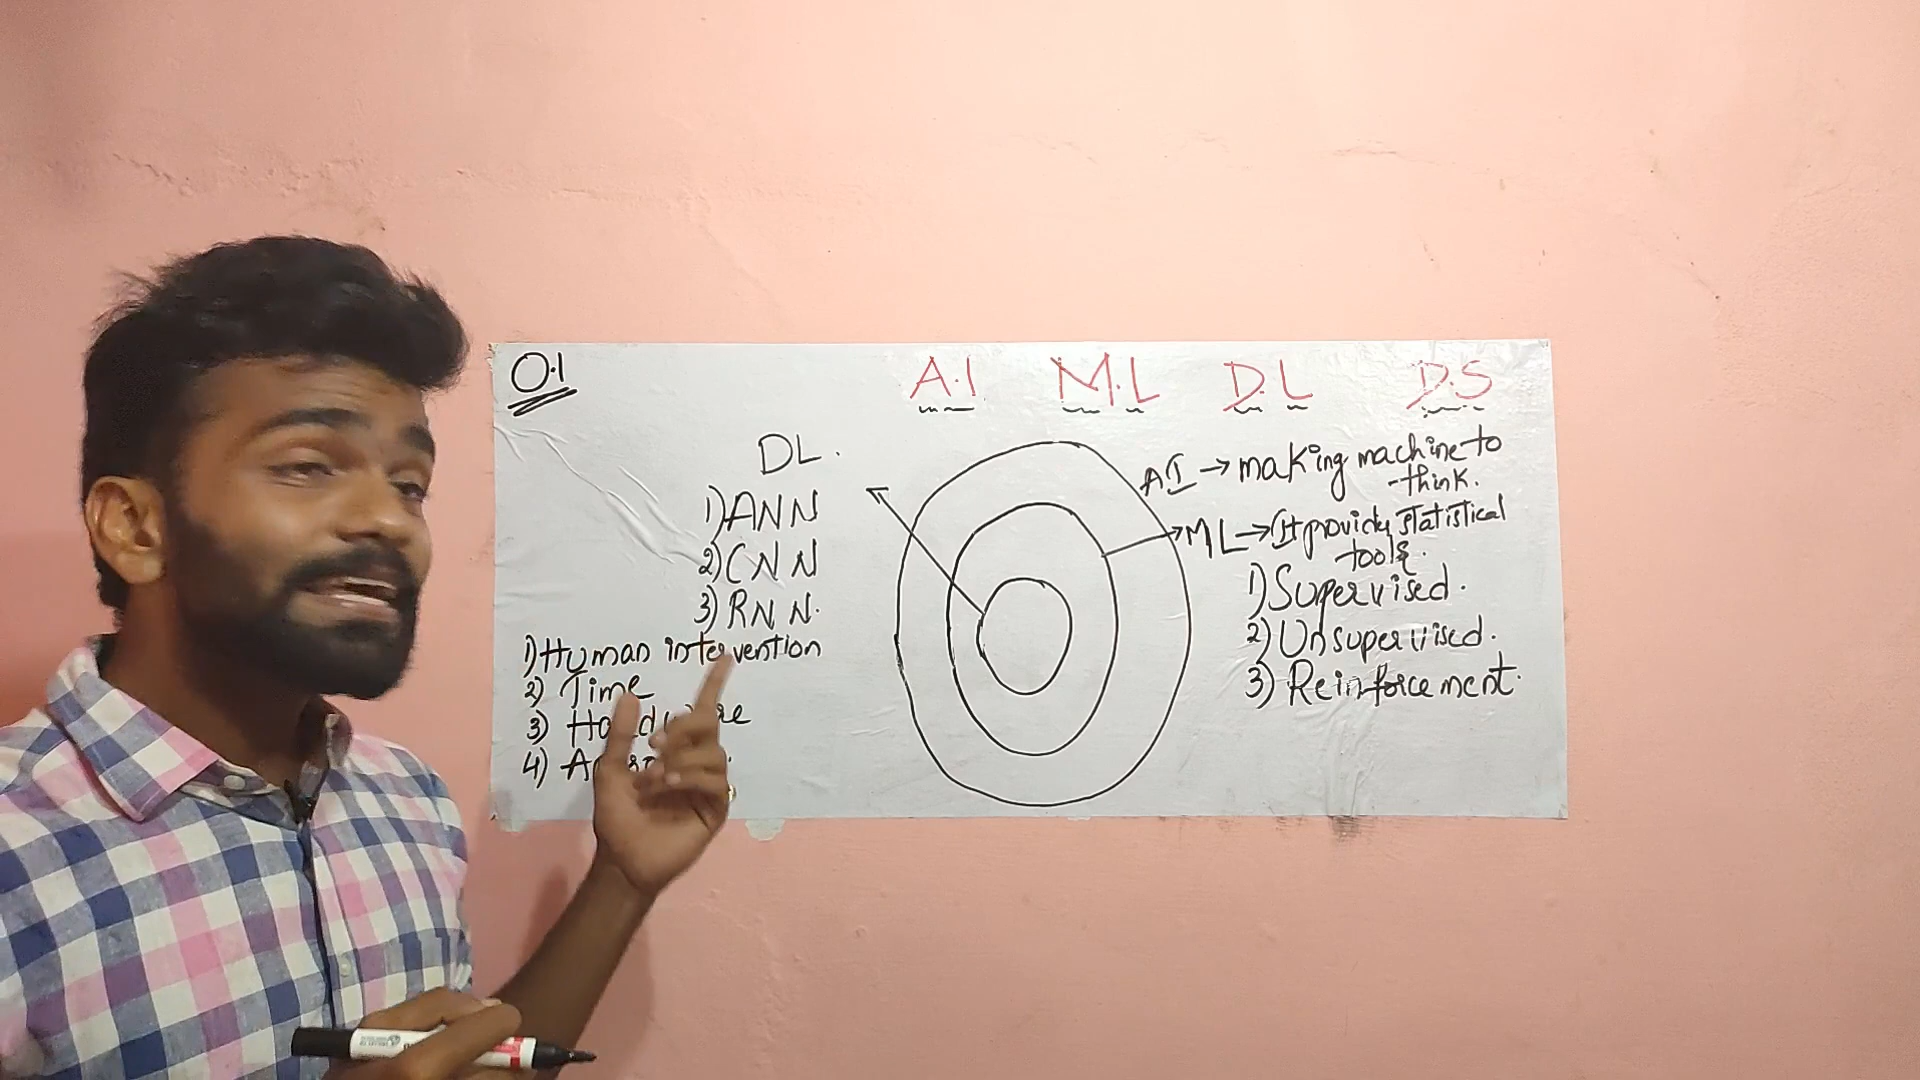 0.1
A.I M.L D.L D.S
DL.
1) ANN
2) CNN
3) RNN.
1) Human intervention
2) Time
3)
4)
AI → making machine to
think.
ML → It provides statistical
tools.
1) Supervised.
2) Unsupervised.
3) Reinforcement.